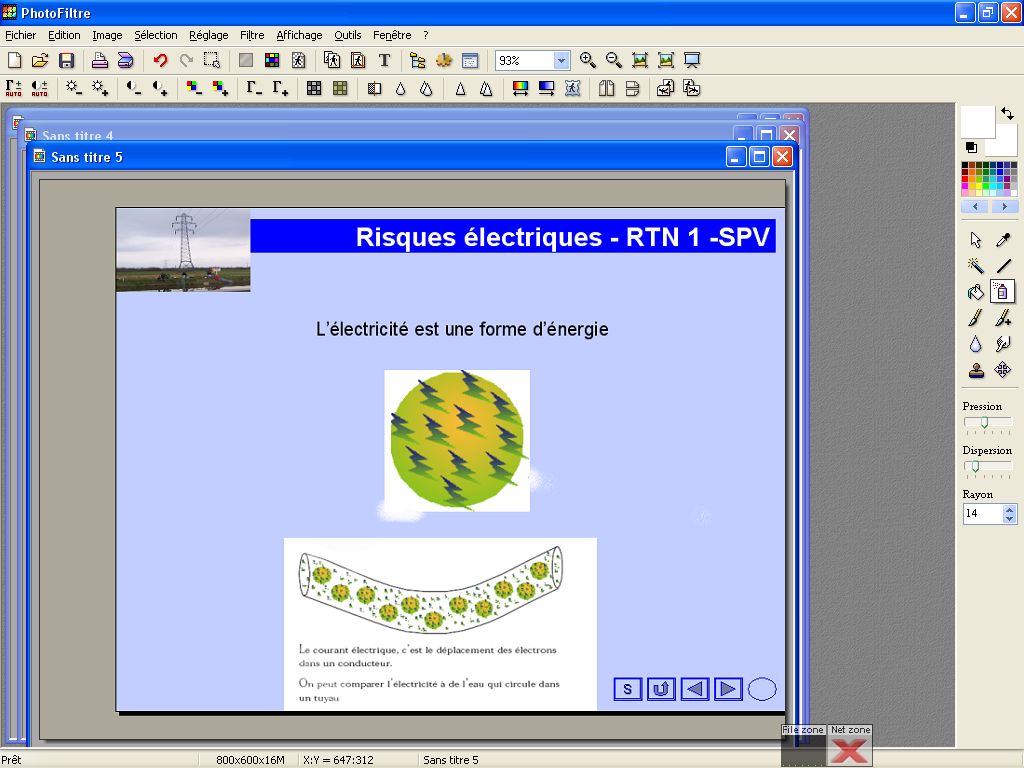 PhotoFiltre
Fichier Edition Image Sélection Réglage Filtre Affichage Outils Fenêtre ?
T 93%
AUTO AUTO
Sans titre 4
Sans titre 5
Risques électriques - RTN 1 -SPV
L'électricité est une forme d'énergie
Le courant électrique, c'est le déplacement des électrons
dans un conducteur.
On peut comparer l'électricité à de l'eau qui circule dans
un tuyau
S
Pression
Dispersion
Rayon
14
File zone Net zone
Prêt 800x600x16M X:Y = 647:312 Sans titre 5